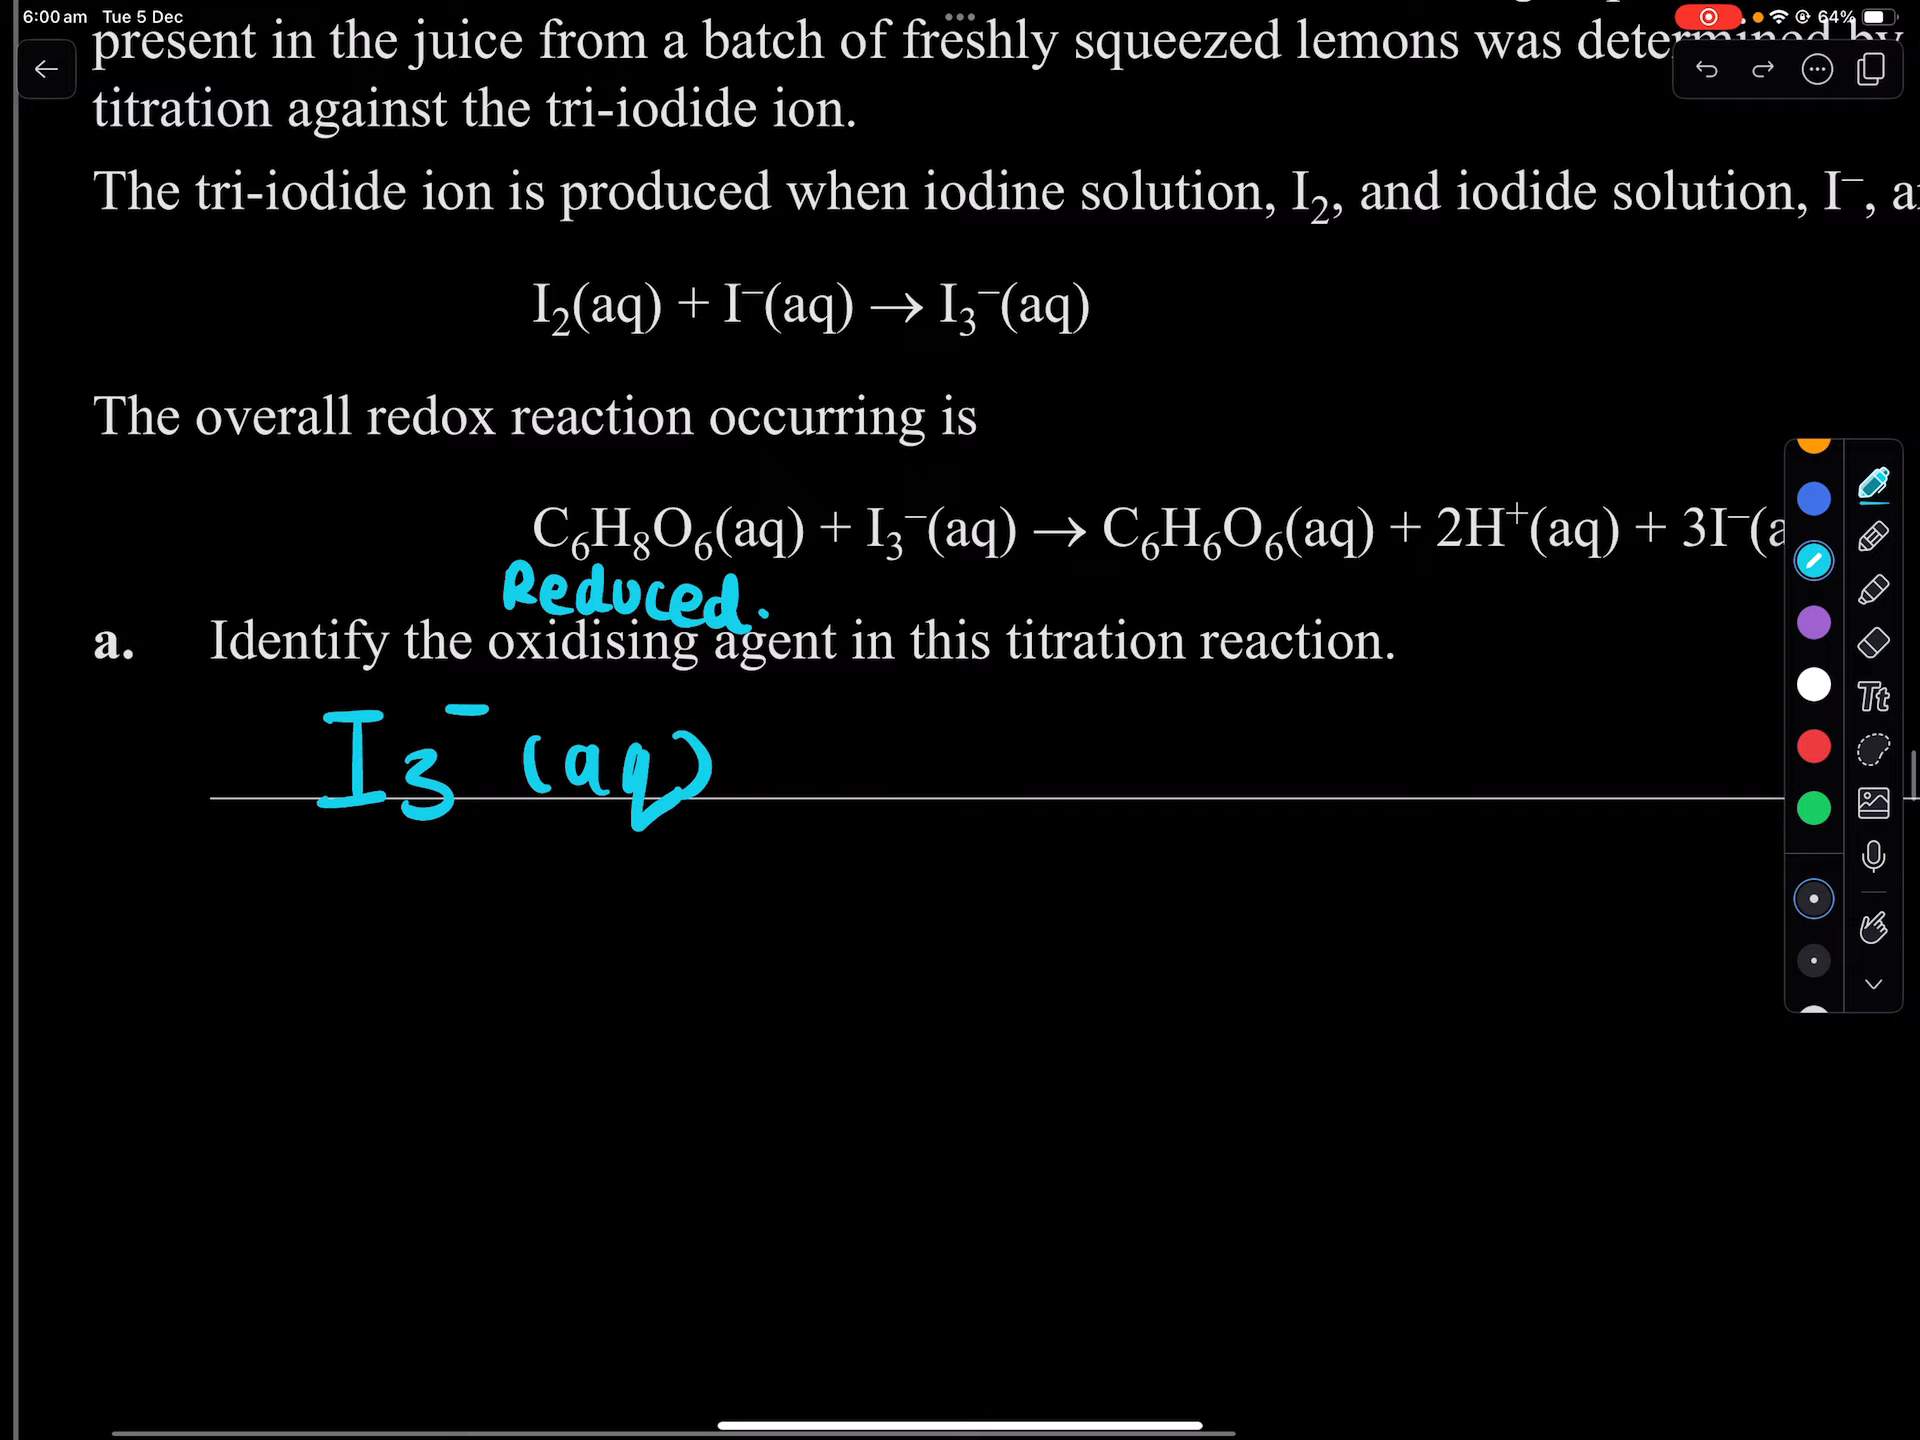 6:00 am Tue 5 Dec
64%
present in the juice from a batch of freshly squeezed lemons was determined by
titration against the tri-iodide ion.
The tri-iodide ion is produced when iodine solution, I₂, and iodide solution, I⁻, a
I₂(aq) + I⁻(aq) → I₃⁻(aq)
The overall redox reaction occurring is
C₆H₈O₆(aq) + I₃⁻(aq) → C₆H₆O₆(aq) + 2H⁺(aq) + 3I⁻(a
Reduced.
a. Identify the oxidising agent in this titration reaction.
I₃⁻ (aq)
Tt